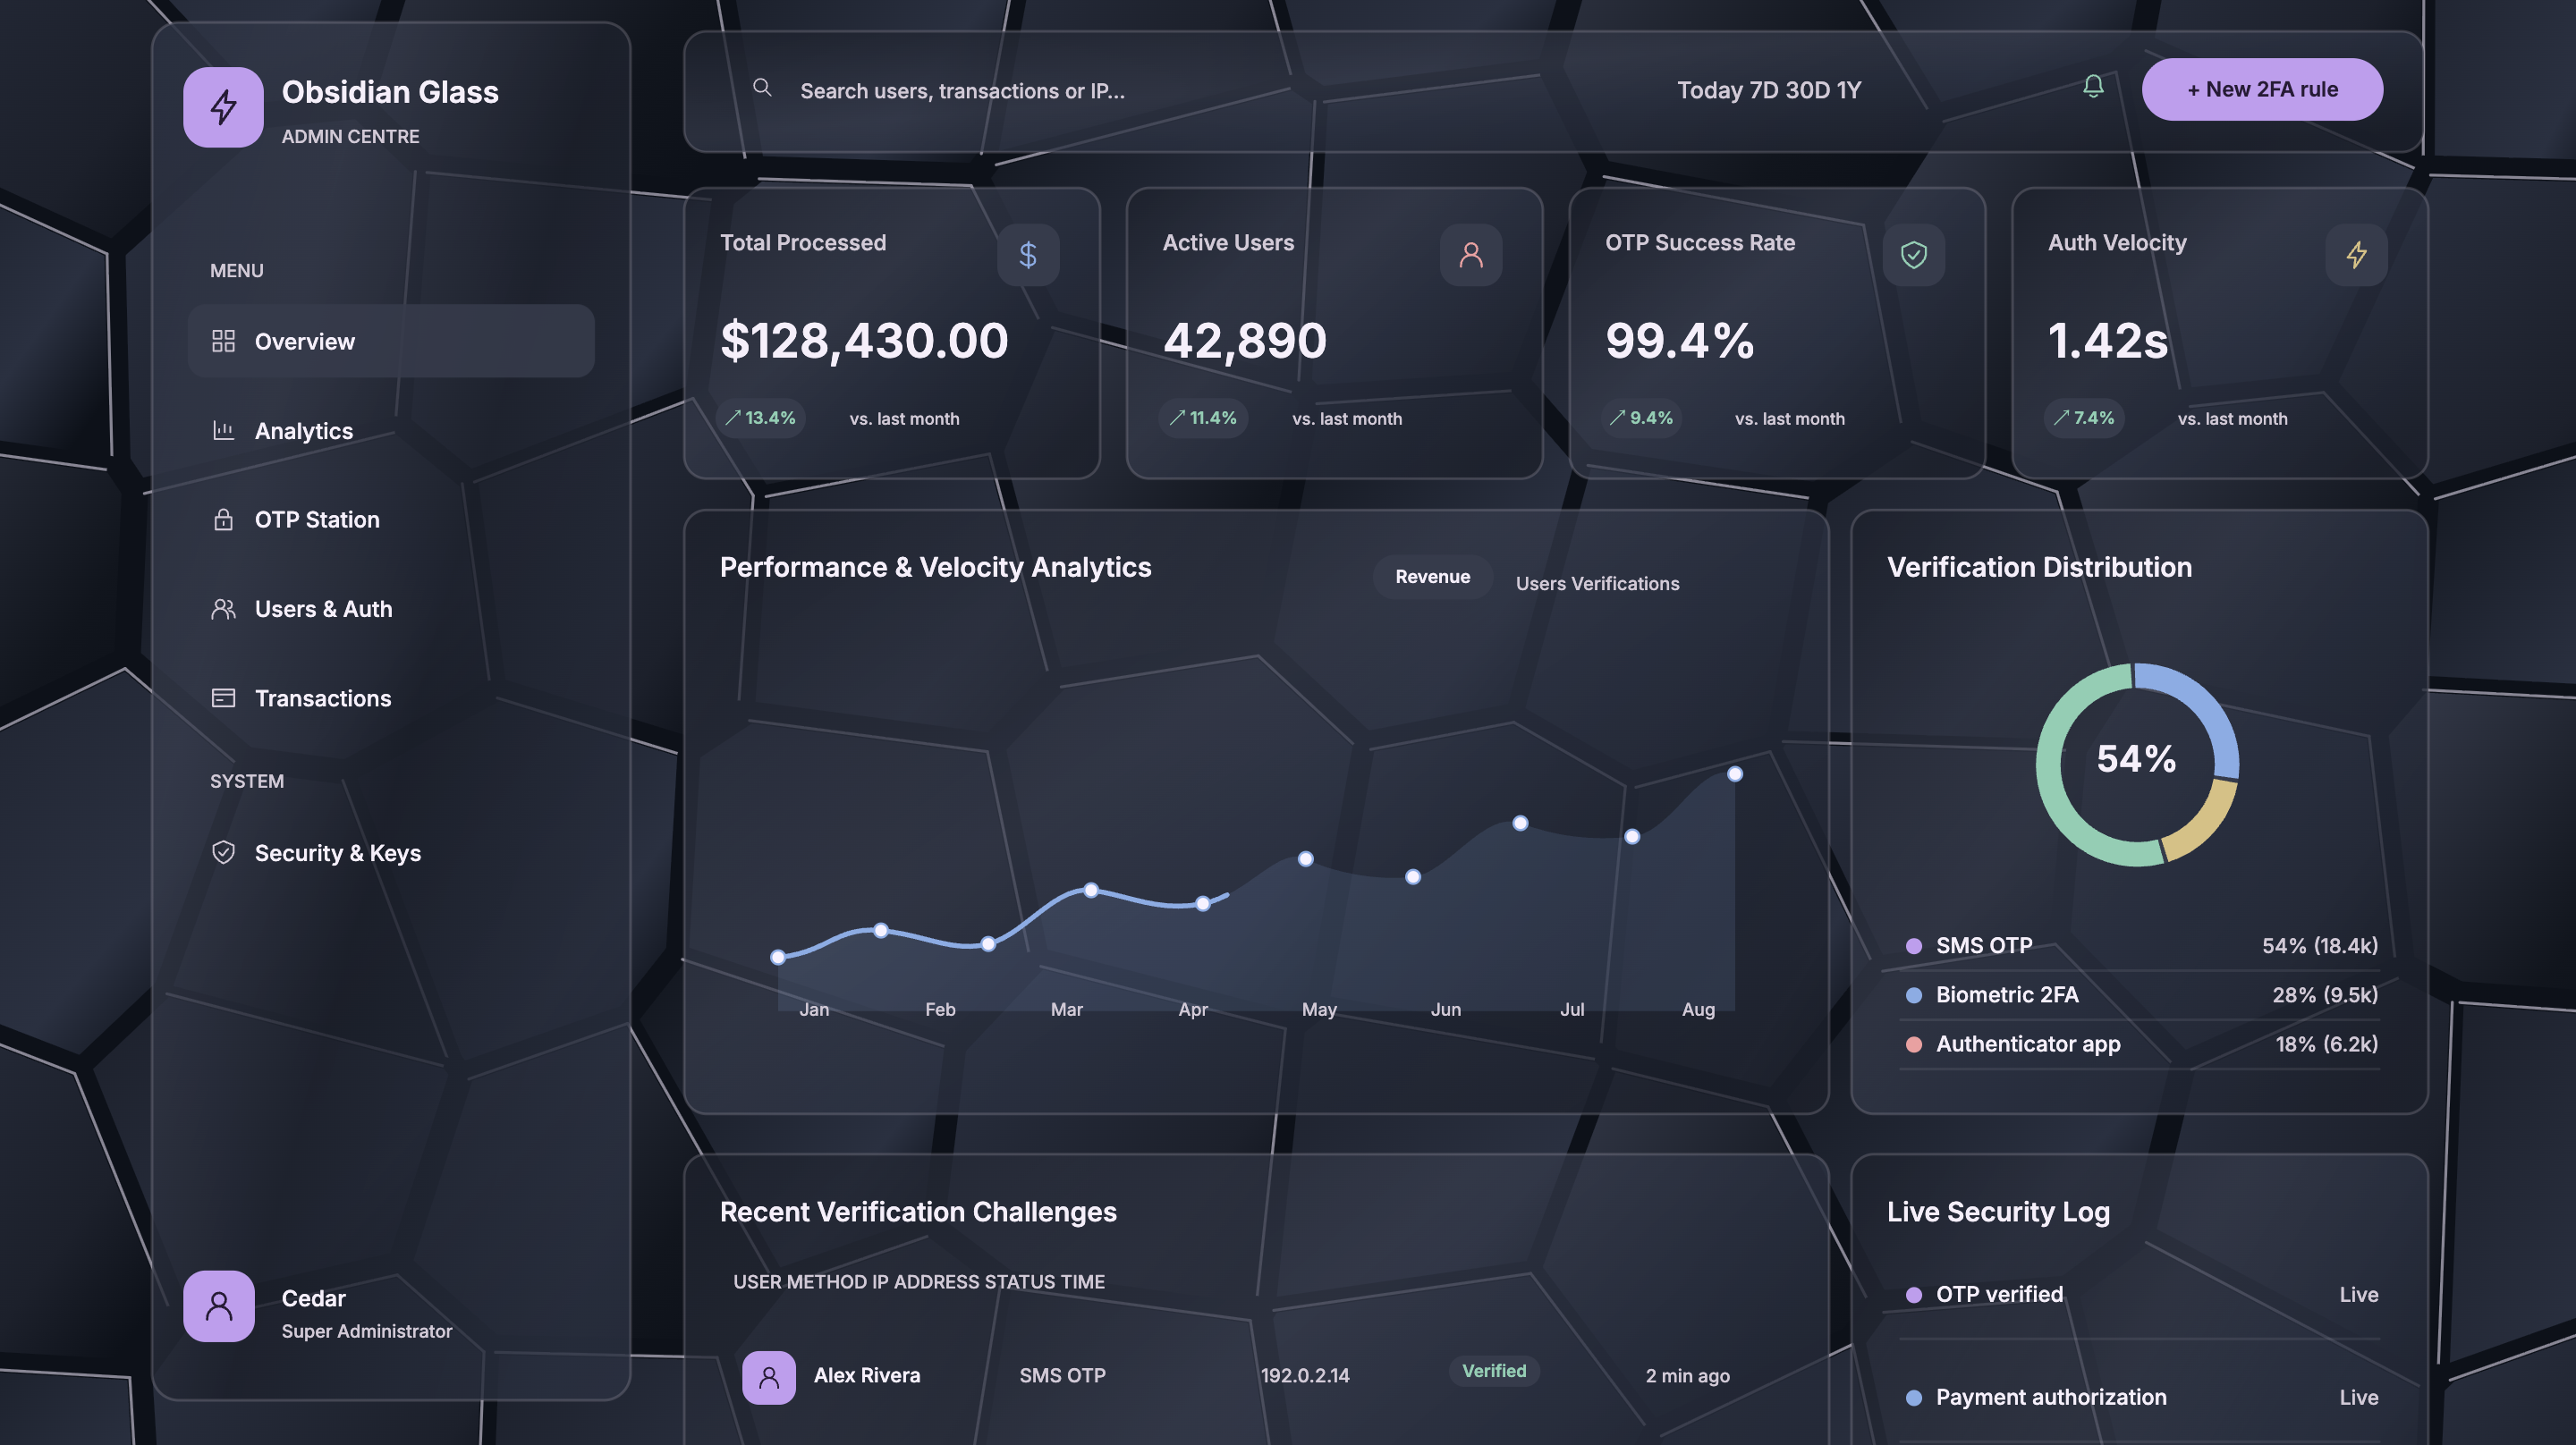 Obsidian Glass
ADMIN CENTRE
MENU
Overview
Analytics
OTP Station
Users & Auth
Transactions
SYSTEM
Security & Keys
Cedar
Super Administrator
Search users, transactions or IP...
Today 7D 30D 1Y
+ New 2FA rule
Total Processed
$128,430.00
13.4% vs. last month
Active Users
42,890
11.4% vs. last month
OTP Success Rate
99.4%
9.4% vs. last month
Auth Velocity
1.42s
7.4% vs. last month
Performance & Velocity Analytics
Revenue Users Verifications
Jan Feb Mar Apr May Jun Jul Aug
Verification Distribution
54%
SMS OTP 54% (18.4k)
Biometric 2FA 28% (9.5k)
Authenticator app 18% (6.2k)
Recent Verification Challenges
USER METHOD IP ADDRESS STATUS TIME
Alex Rivera SMS OTP 192.0.2.14 Verified 2 min ago
Live Security Log
OTP verified Live
Payment authorization Live